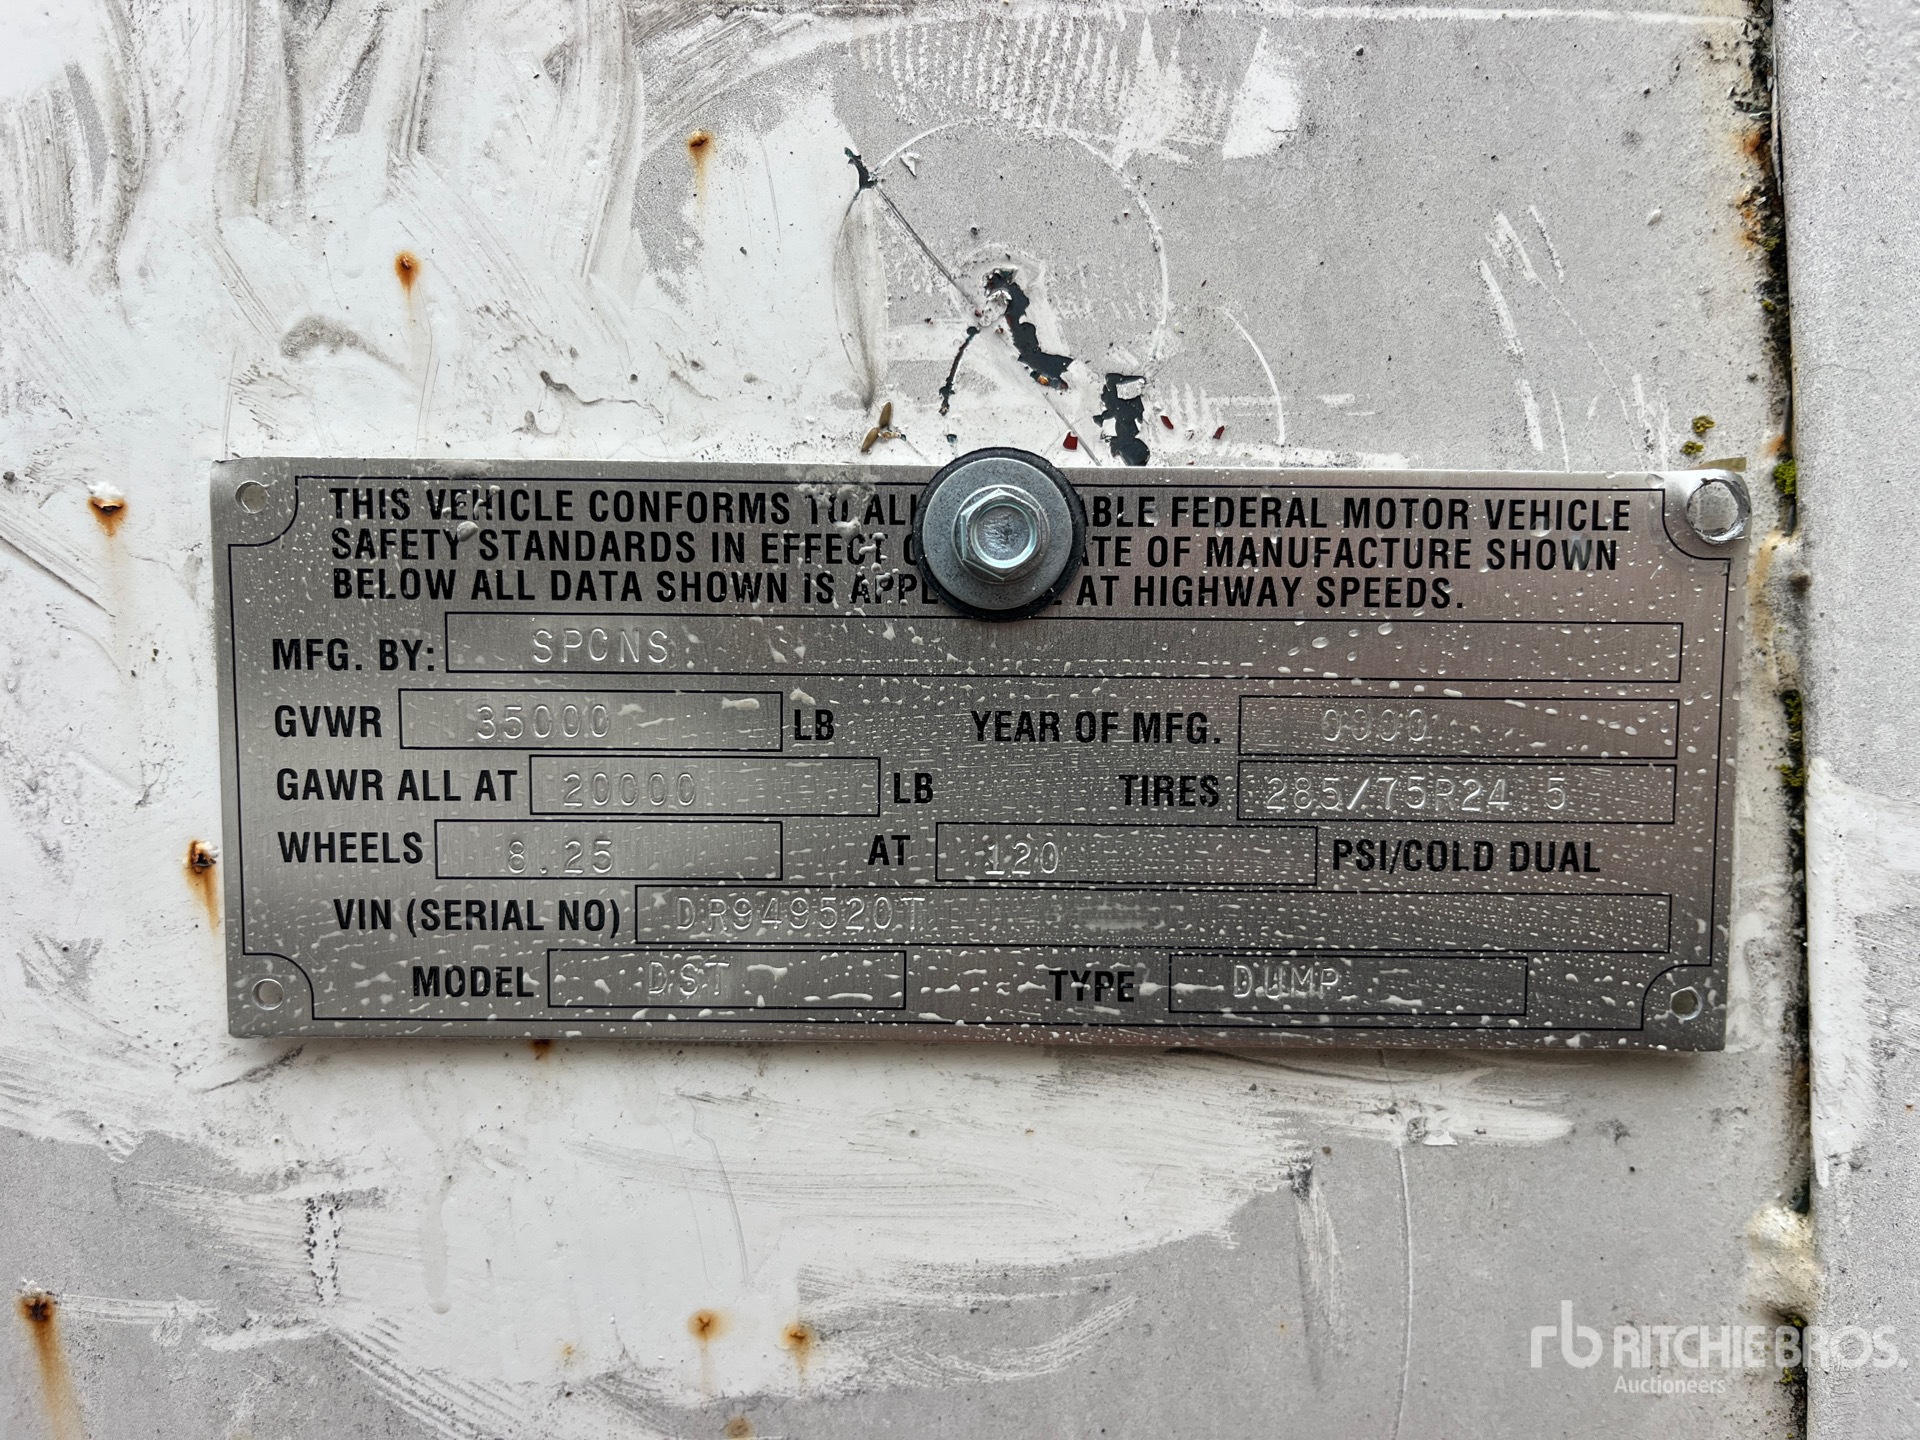 THIS VEHICLE CONFORMS TO ALL ABLE FEDERAL MOTOR VEHICLE
SAFETY STANDARDS IN EFFECT ATE OF MANUFACTURE SHOWN
BELOW ALL DATA SHOWN IS APPL E AT HIGHWAY SPEEDS.
MFG. BY: SPCNS
GVWR 35000 LB YEAR OF MFG. 0000
GAWR ALL AT 20000 LB TIRES 285/75R24.5
WHEELS 8.25 AT 120 PSI/COLD DUAL
VIN (SERIAL NO) DR949520T
MODEL DST TYPE DUMP
rb RITCHIE BROS.
Auctioneers